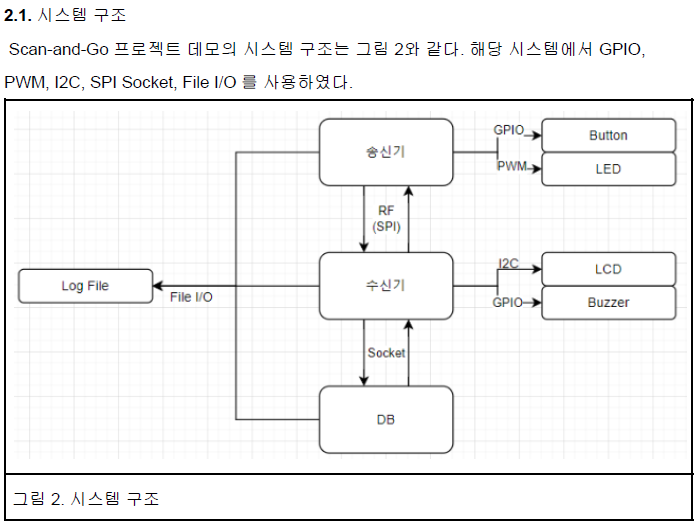 2.1. 시스템 구조
Scan-and-Go 프로젝트 데모의 시스템 구조는 그림 2와 같다. 해당 시스템에서 GPIO,
PWM, I2C, SPI Socket, File I/O 를 사용하였다.
송신기
GPIO
Button
PWM
LED
RF
(SPI)
Log File
File I/O
수신기
I2C
LCD
GPIO
Buzzer
Socket
DB
그림 2. 시스템 구조